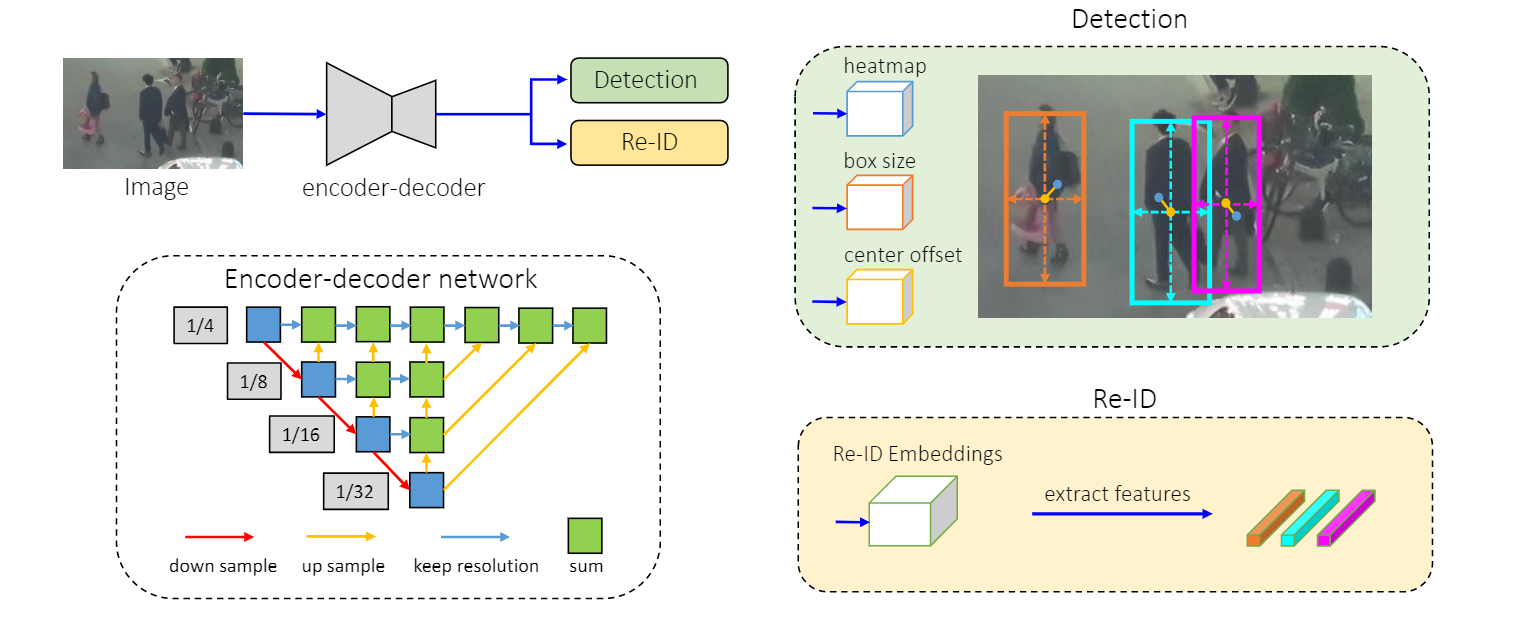 Image
encoder-decoder
Detection
Re-ID
Encoder-decoder network
1/4
1/8
1/16
1/32
down sample
up sample
keep resolution
sum
Detection
heatmap
box size
center offset
Re-ID
Re-ID Embeddings
extract features